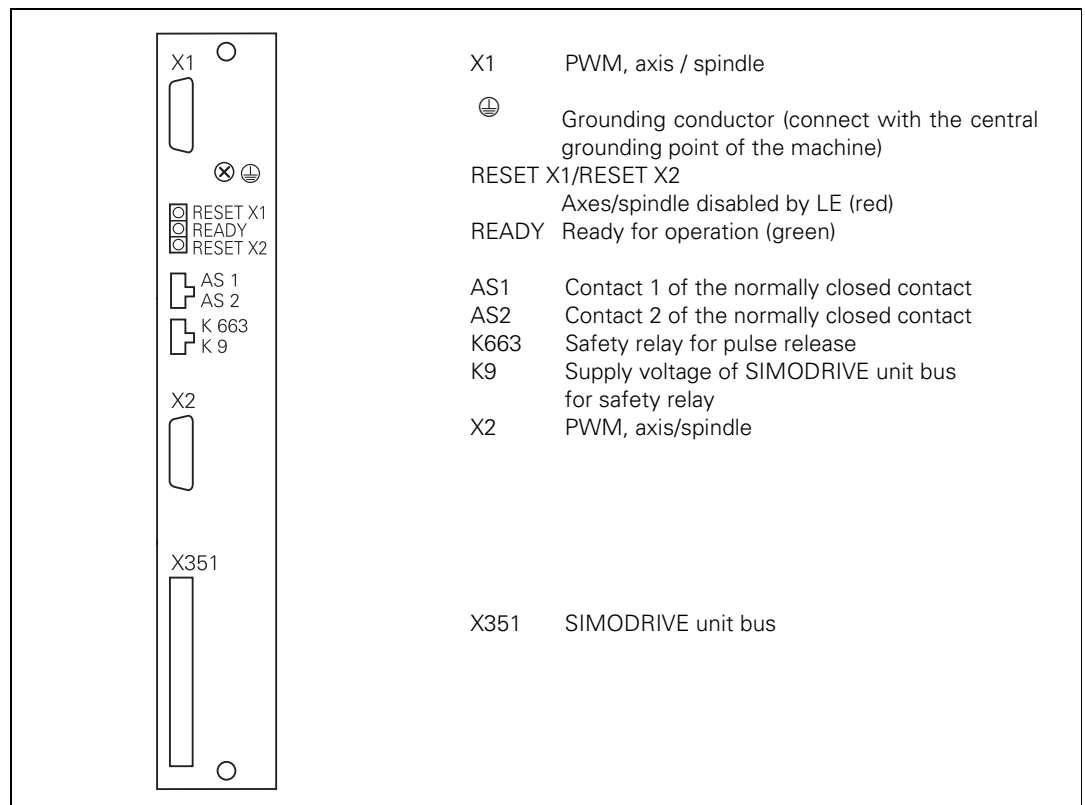 X1
RESET X1
READY
RESET X2
AS 1
AS 2
K 663
K 9
X2
X351
X1 PWM, axis / spindle
Grounding conductor (connect with the central
grounding point of the machine)
RESET X1/RESET X2
Axes/spindle disabled by LE (red)
READY Ready for operation (green)
AS1 Contact 1 of the normally closed contact
AS2 Contact 2 of the normally closed contact
K663 Safety relay for pulse release
K9 Supply voltage of SIMODRIVE unit bus
for safety relay
X2 PWM, axis/spindle
X351 SIMODRIVE unit bus